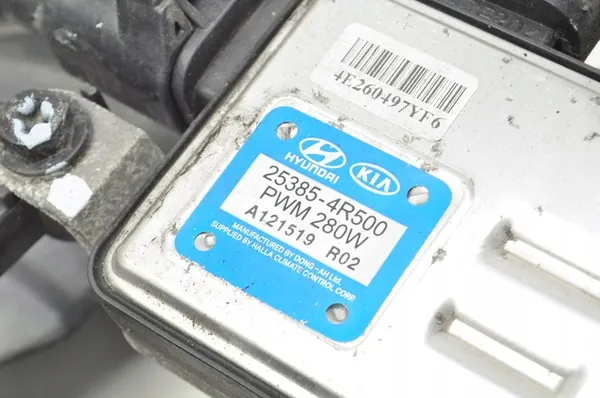 4E260497YF6
HYUNDAI KIA
25385-4R500
PWM 280W
A121519 R02
MANUFACTURED BY DONG-AH Ltd.
SUPPLIED BY HALLA CLIMATE CONTROL CORP.